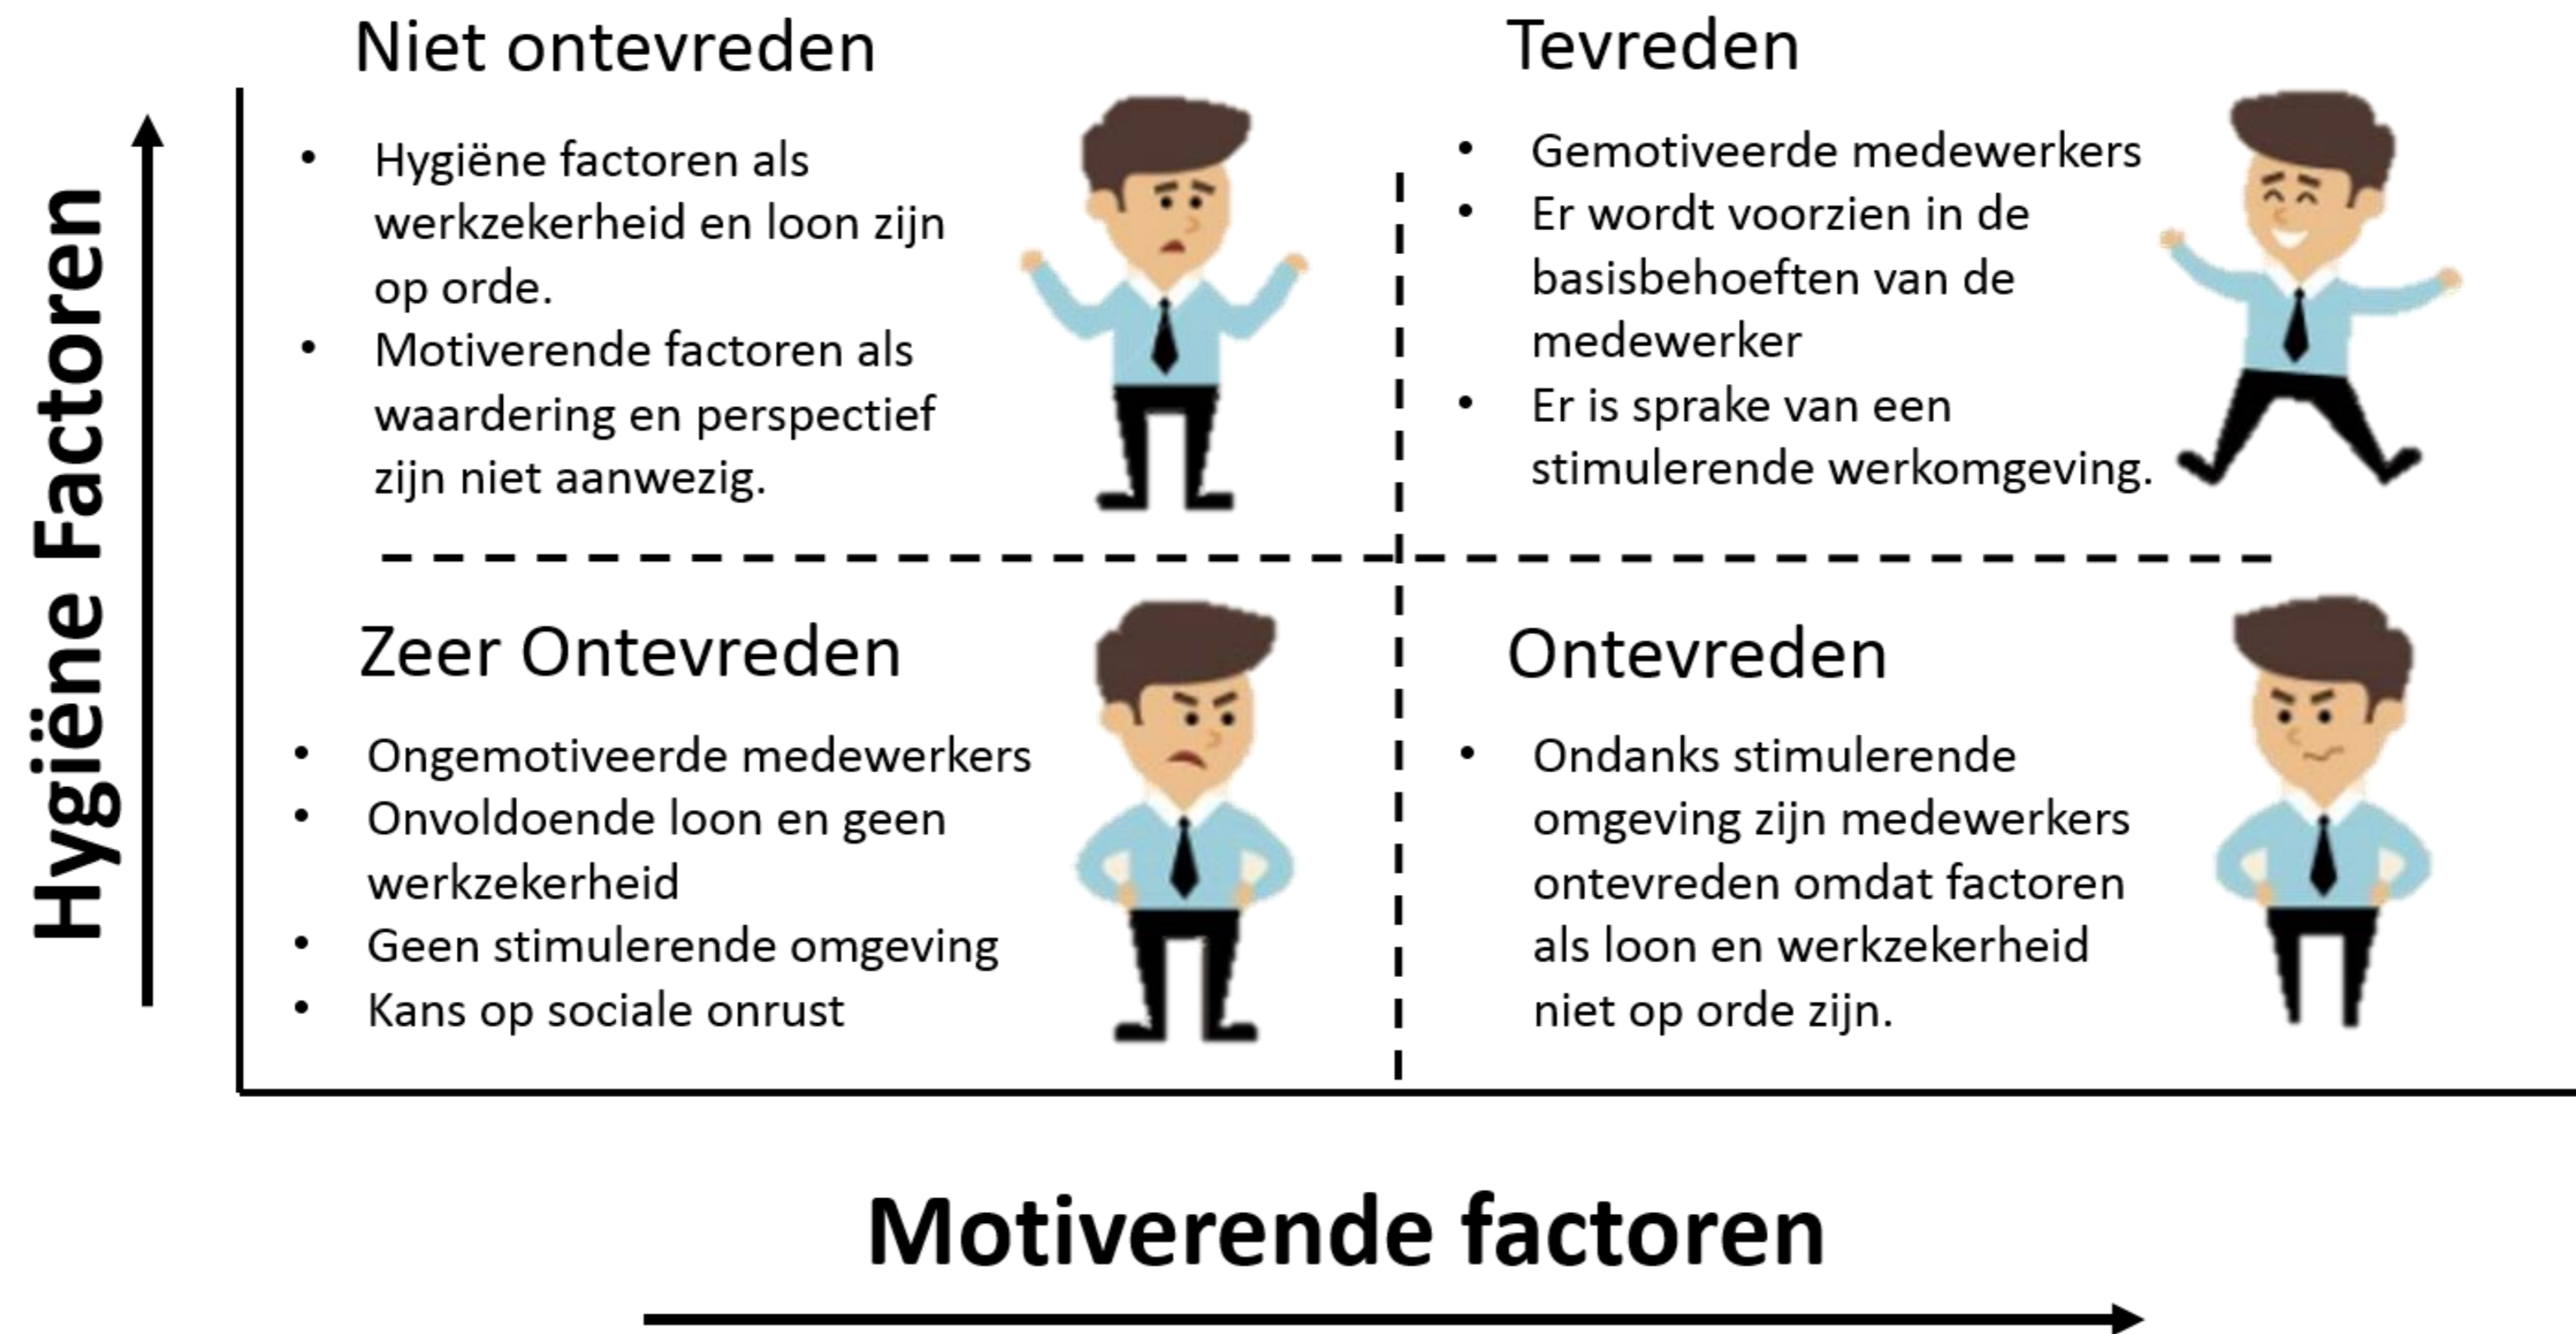 Niet ontevreden
• Hygiëne factoren als
werkzekerheid en loon zijn
op orde.
• Motiverende factoren als
waardering en perspectief
zijn niet aanwezig.
Tevreden
• Gemotiveerde medewerkers
• Er wordt voorzien in de
basisbehoeften van de
medewerker
• Er is sprake van een
stimulerende werkomgeving.
Hygiëne Factoren
Zeer Ontevreden
• Ongemotiveerde medewerkers
• Onvoldoende loon en geen
werkzekerheid
• Geen stimulerende omgeving
• Kans op sociale onrust
Ontevreden
• Ondanks stimulerende
omgeving zijn medewerkers
ontevreden omdat factoren
als loon en werkzekerheid
niet op orde zijn.
Motiverende factoren